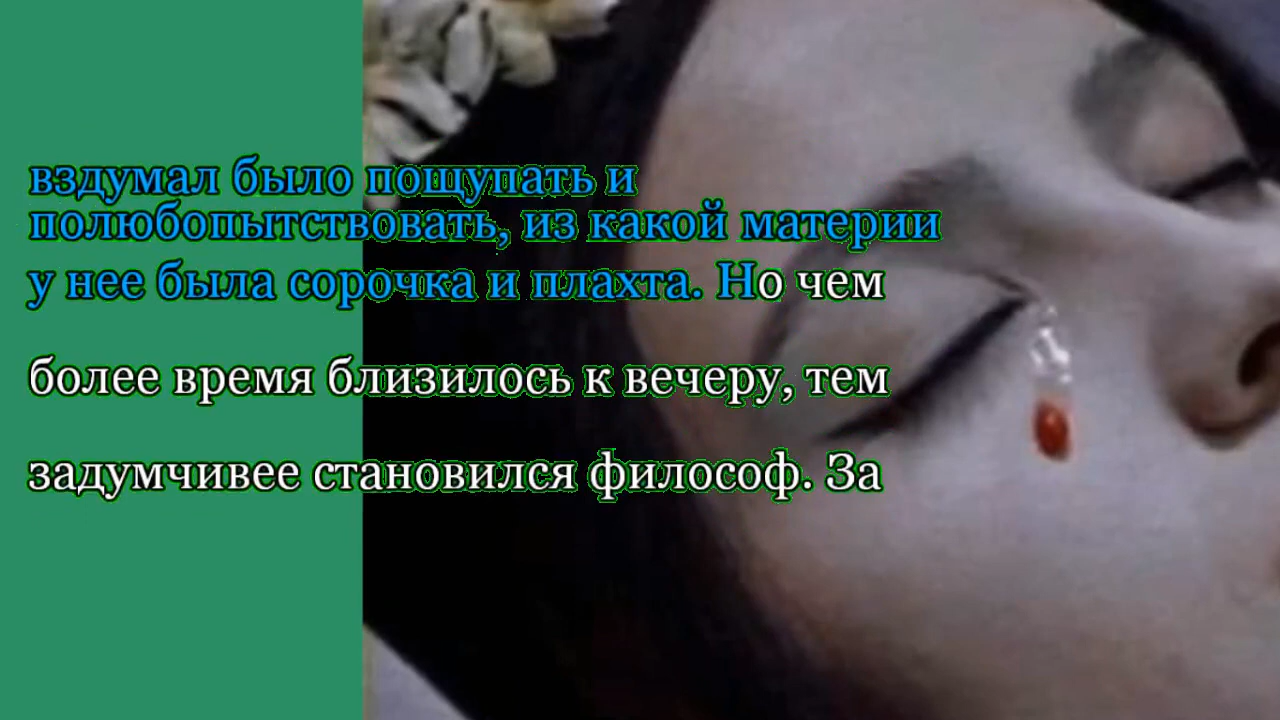 вздумал было пощупать и
полюбопытствовать, из какой материи
у нее была сорочка и плахта. Но чем
более время близилось к вечеру, тем
задумчивее становился философ. За